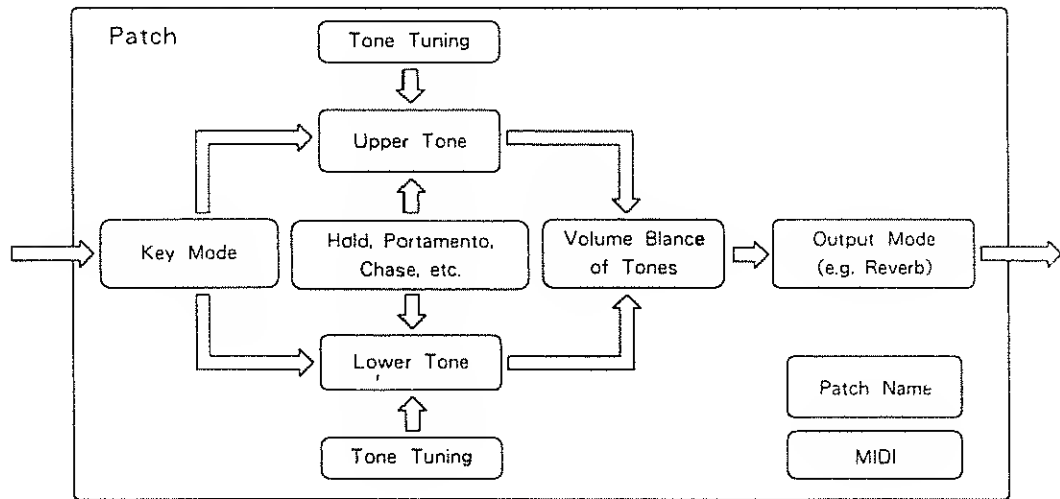 Patch
Tone Tuning
Upper Tone
Key Mode
Hold, Portamento,
Chase, etc.
Volume Blance
of Tones
Output Mode
(e.g. Reverb)
Lower Tone
Patch Name
Tone Tuning
MIDI